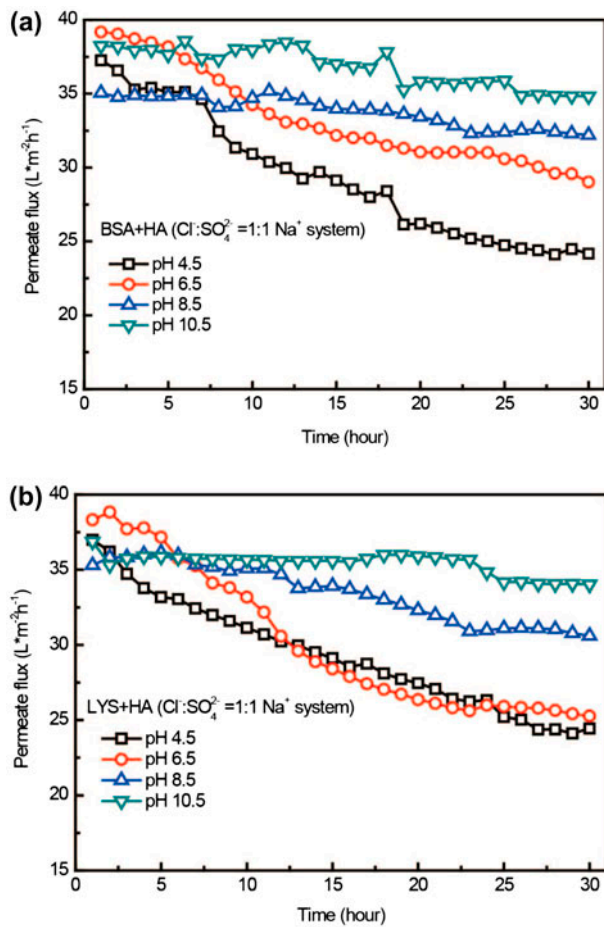 (a)
40
35
30
25
20
15
Permeate flux (L*m⁻²h⁻¹)
BSA+HA (Cl⁻:SO₄²⁻ =1:1 Na⁺ system)
pH 4.5
pH 6.5
pH 8.5
pH 10.5
0 5 10 15 20 25 30
Time (hour)
(b)
40
35
30
25
20
15
Permeate flux (L*m⁻²h⁻¹)
LYS+HA (Cl⁻:SO₄²⁻ =1:1 Na⁺ system)
pH 4.5
pH 6.5
pH 8.5
pH 10.5
0 5 10 15 20 25 30
Time (hour)